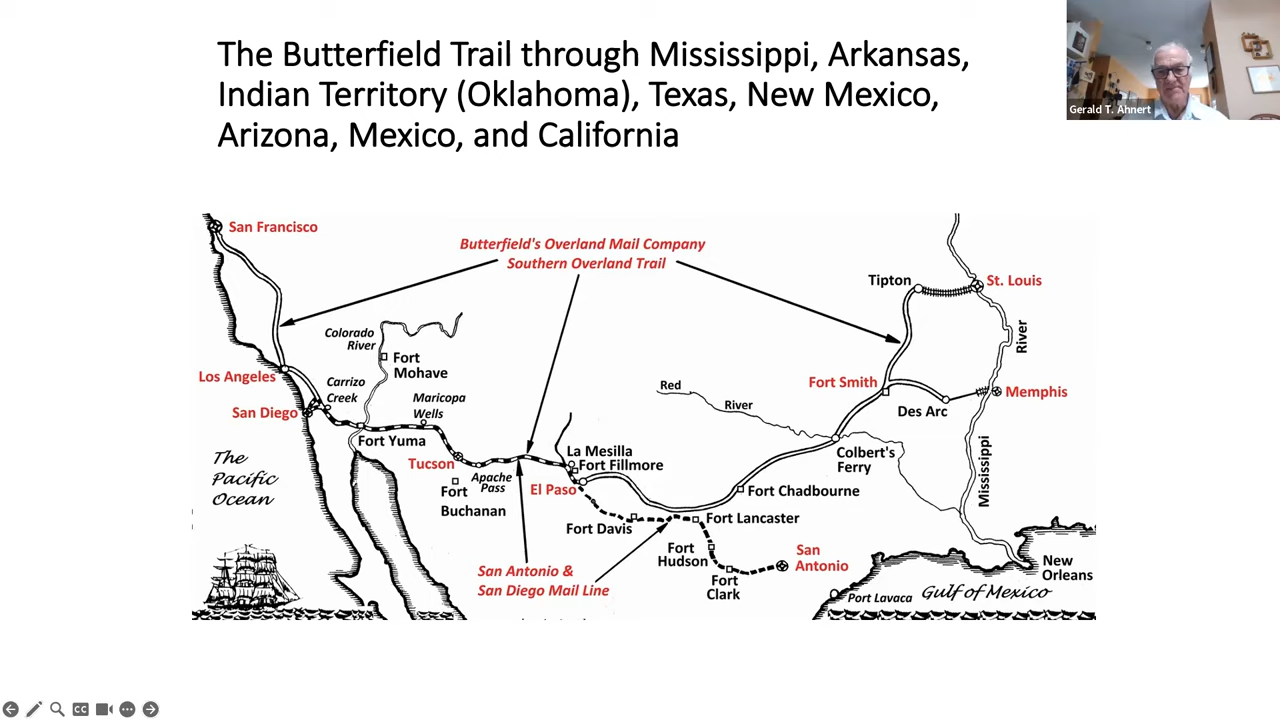 The Butterfield Trail through Mississippi, Arkansas,
Indian Territory (Oklahoma), Texas, New Mexico,
Arizona, Mexico, and California
Gerald T. Ahnert
San Francisco
Butterfield's Overland Mail Company
Southern Overland Trail
Tipton
St. Louis
River
Colorado
River
Fort
Mohave
Los Angeles
Carrizo
Creek
San Diego
Maricopa
Wells
Fort Yuma
Red
River
Fort Smith
Des Arc
Memphis
Mississippi
Colbert's
Ferry
The
Pacific
Ocean
Tucson
Apache
Pass
Fort
Buchanan
La Mesilla
Fort Fillmore
El Paso
Fort Chadbourne
Fort Davis
Fort Lancaster
Fort
Hudson
San
Antonio
Fort
Clark
San Antonio &
San Diego Mail Line
New
Orleans
Port Lavaca
Gulf of Mexico
CC